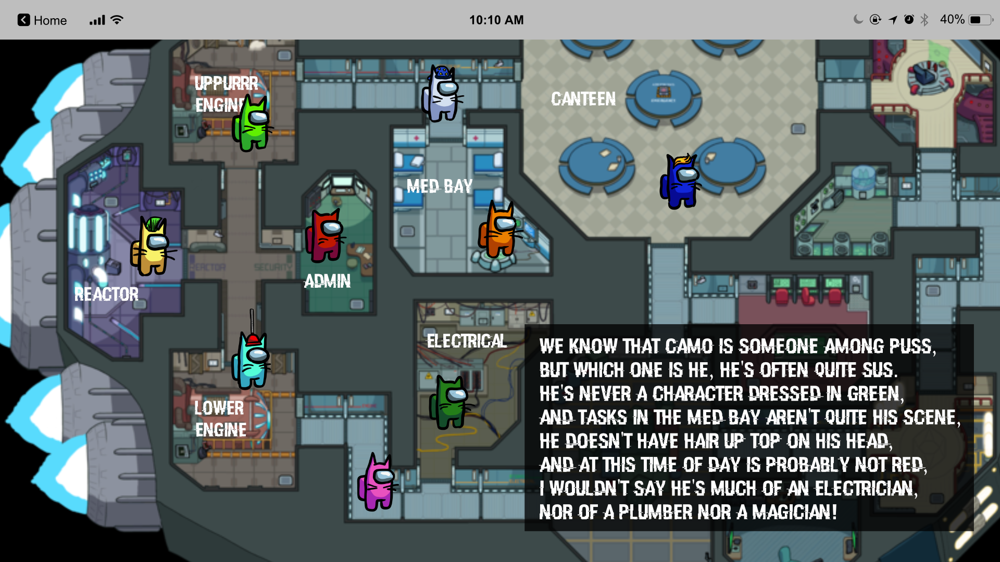 Home
10:10 AM
40%
UPPURRR
ENGINE
CANTEEN
MED BAY
ADMIN
REACTOR
SECURITY
REACTOR
ELECTRICAL
LOWER
ENGINE
WE KNOW THAT CAMO IS SOMEONE AMONG PUSS,
BUT WHICH ONE IS HE, HE'S OFTEN QUITE SUS.
HE'S NEVER A CHARACTER DRESSED IN GREEN,
AND TASKS IN THE MED BAY AREN'T QUITE HIS SCENE,
HE DOESN'T HAVE HAIR UP TOP ON HIS HEAD,
AND AT THIS TIME OF DAY IS PROBABLY NOT RED,
I WOULDN'T SAY HE'S MUCH OF AN ELECTRICIAN,
NOR OF A PLUMBER NOR A MAGICIAN!